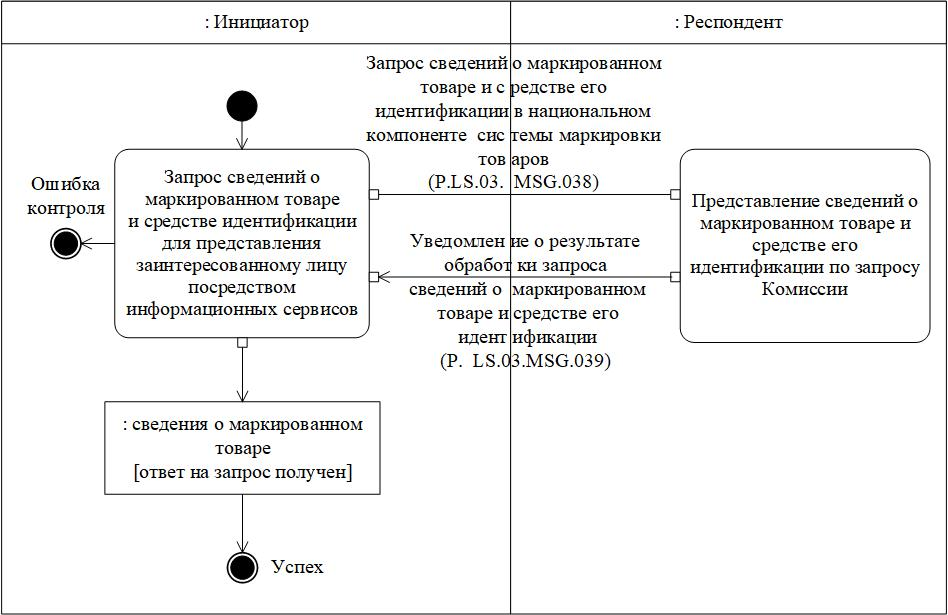 : Инициатор
: Респондент
Запрос сведений о маркированном
товаре и средстве его
идентификации в национальном
компоненте системы маркировки
товаров
(P.LS.03. MSG.038)
Ошибка
контроля
Запрос сведений о
маркированном товаре
и средстве идентификации
для представления
заинтересованному лицу
посредством
информационных сервисов
Представление сведений о
маркированном товаре и
средстве его
идентификации по запросу
Комиссии
Уведомление о результате
обработки запроса
сведений о маркированном
товаре и средстве его
идентификации
(P. LS.03.MSG.039)
: сведения о маркированном
товаре
[ответ на запрос получен]
Успех